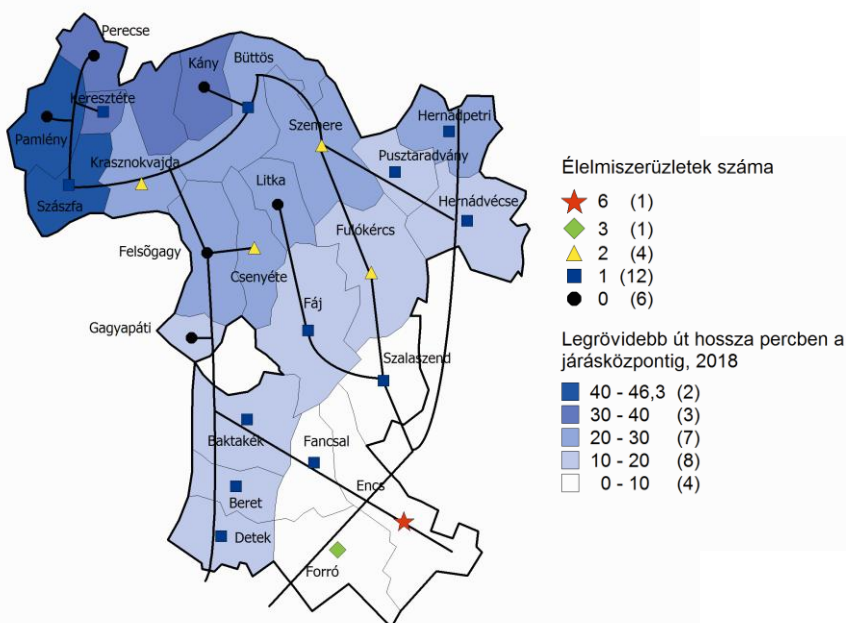 Perecse
Kány
Büttös
Keresztéte
Hernádpetri
Szemere
Pamlény
Pusztaradvány
Krasznokvajda
Litka
Szászfa
Hernádvécse
Fulókércs
Felsőgagy
Csenyéte
Gagyapáti
Fáj
Szalaszend
Baktakék
Fancsal
Encs
Beret
Detek
Forró
Élelmiszerüzletek száma
6 (1)
3 (1)
2 (4)
1 (12)
0 (6)
Legrövidebb út hossza percben a
járásközpontig, 2018
40 - 46,3 (2)
30 - 40 (3)
20 - 30 (7)
10 - 20 (8)
0 - 10 (4)